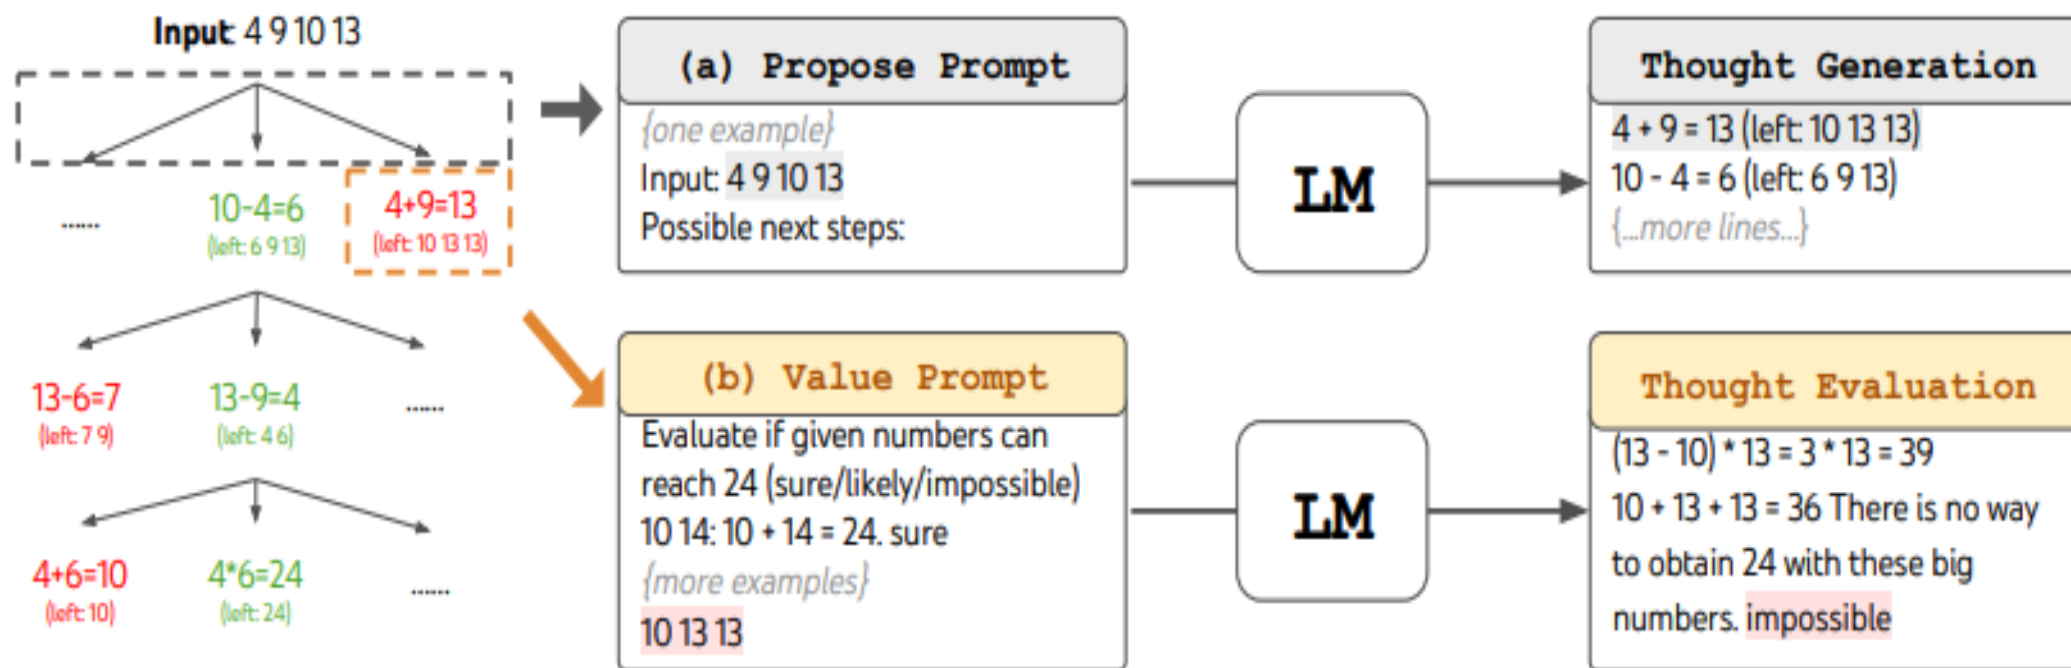 Input: 4 9 10 13
......
10-4=6
(left: 6 9 13)
4+9=13
(left: 10 13 13)
13-6=7
(left: 7 9)
13-9=4
(left: 4 6)
......
4+6=10
(left: 10)
4*6=24
(left: 24)
......
(a) Propose Prompt
{one example}
Input: 4 9 10 13
Possible next steps:
LM
Thought Generation
4 + 9 = 13 (left: 10 13 13)
10 - 4 = 6 (left: 6 9 13)
{...more lines...}
(b) Value Prompt
Evaluate if given numbers can
reach 24 (sure/likely/impossible)
10 14: 10 + 14 = 24. sure
{more examples}
10 13 13
LM
Thought Evaluation
(13 - 10) * 13 = 3 * 13 = 39
10 + 13 + 13 = 36 There is no way
to obtain 24 with these big
numbers. impossible